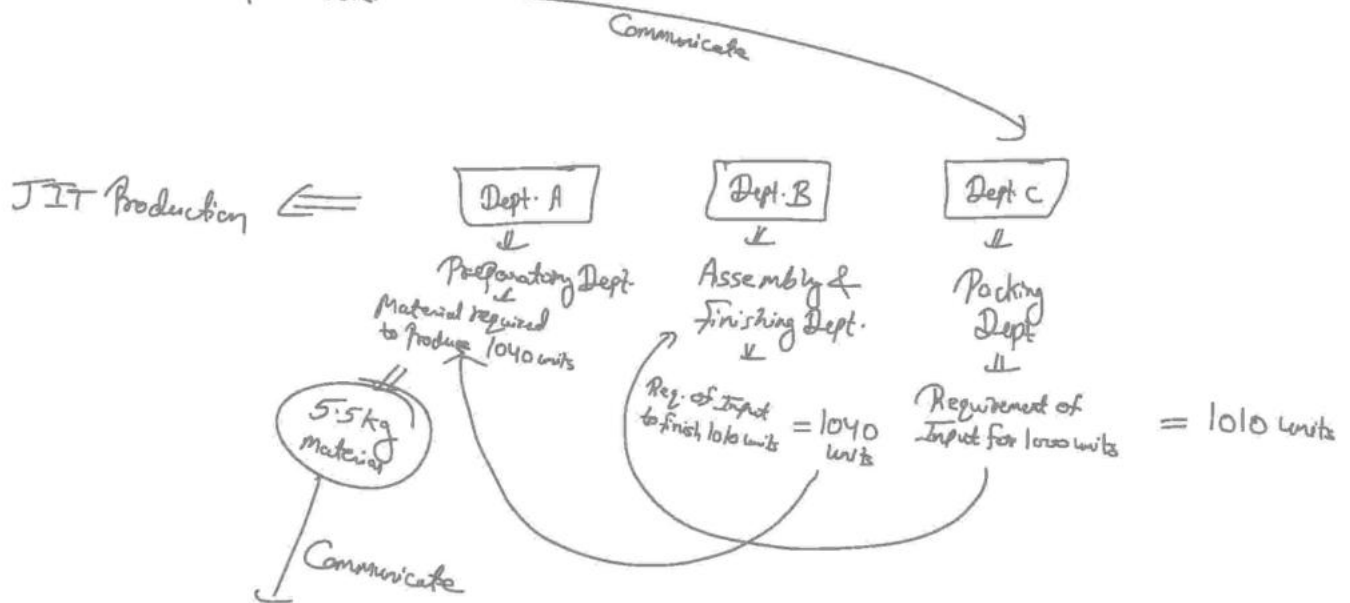 Communicate
JIT Production
Dept. A
Dept. B
Dept C
Preparatory Dept.
Material required
to Produce 1040 units
5.5kg
Material
Assembly &
Finishing Dept.
Req. of Input
to finish 1010 units
= 1040
units
Packing
Dept
Requirement of
Input for 1000 units
= 1010 units
Communicate